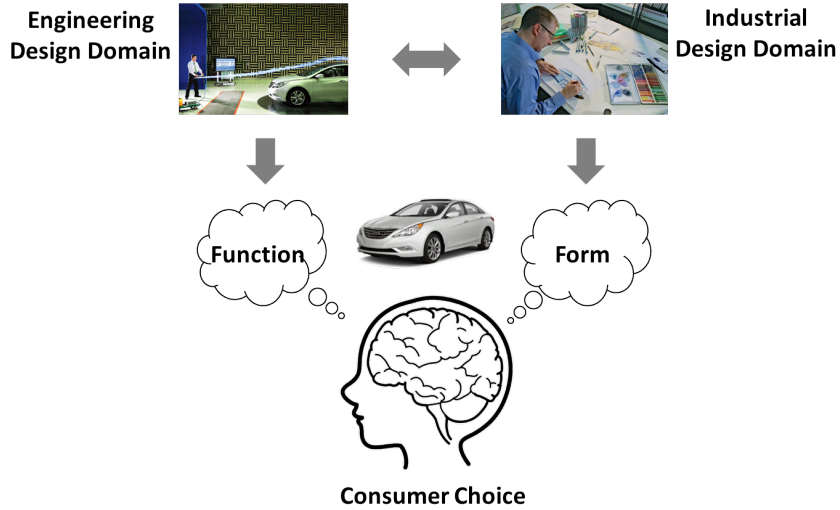 Engineering
Design Domain
Industrial
Design Domain
Function
Form
Consumer Choice